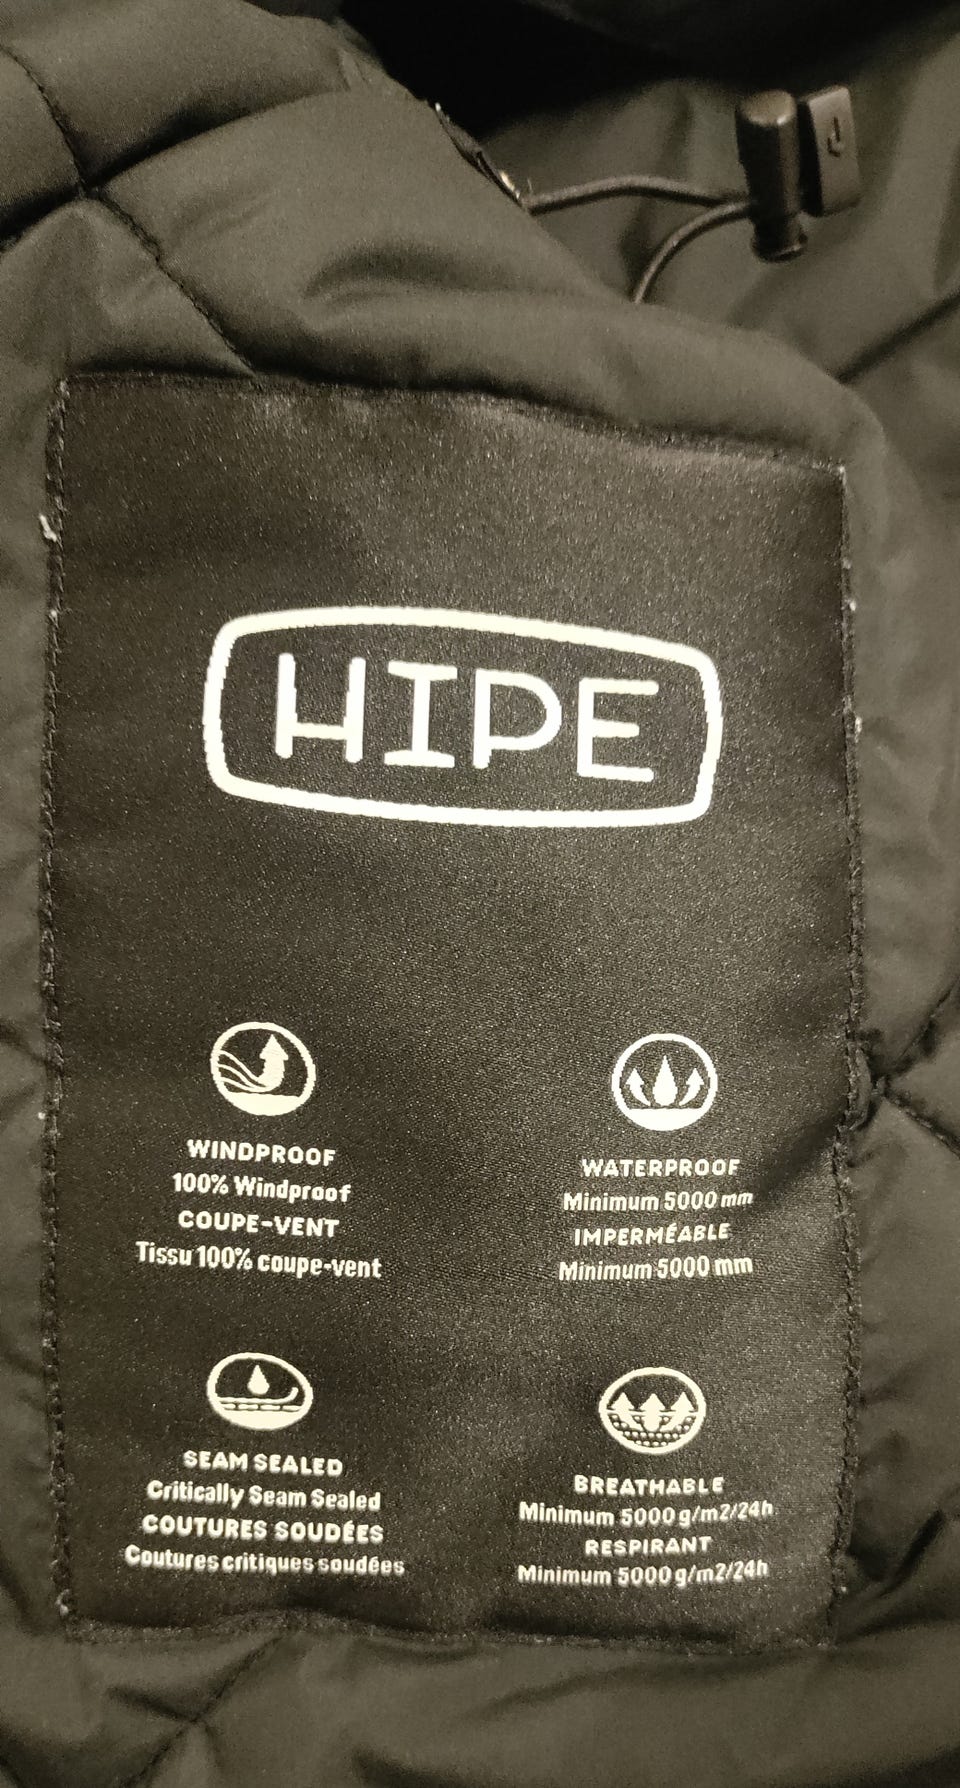 HIPE
WINDPROOF
100% Windproof
COUPE-VENT
Tissu 100% coupe-vent
WATERPROOF
Minimum 5000 mm
IMPERMÉABLE
Minimum 5000 mm
SEAM SEALED
Critically Seam Sealed
COUTURES SOUDÉES
Coutures critiques soudées
BREATHABLE
Minimum 5000 g/m2/24h
RESPIRANT
Minimum 5000 g/m2/24h